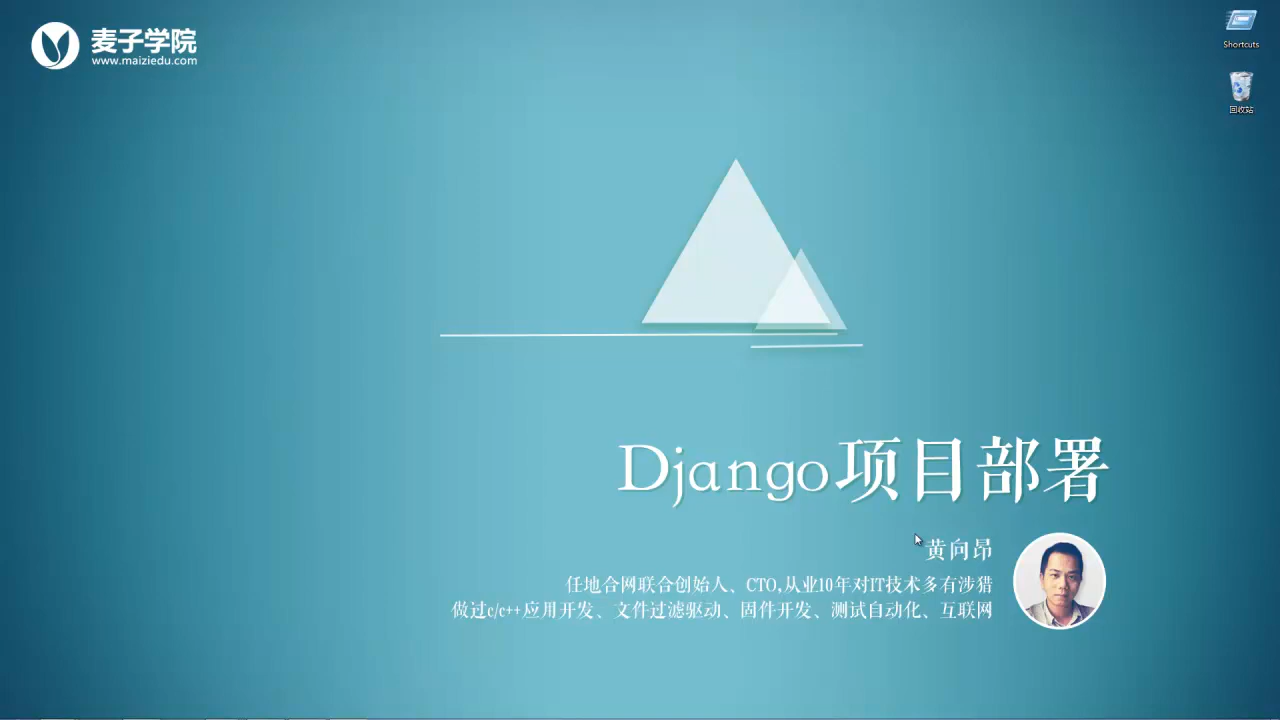 麦子学院
www.maiziedu.com
Shortcuts
回收站
Django项目部署
黄向昂
任地合网联合创始人、CTO,从业10年对IT技术多有涉猎
做过c/c++应用开发、文件过滤驱动、固件开发、测试自动化、互联网